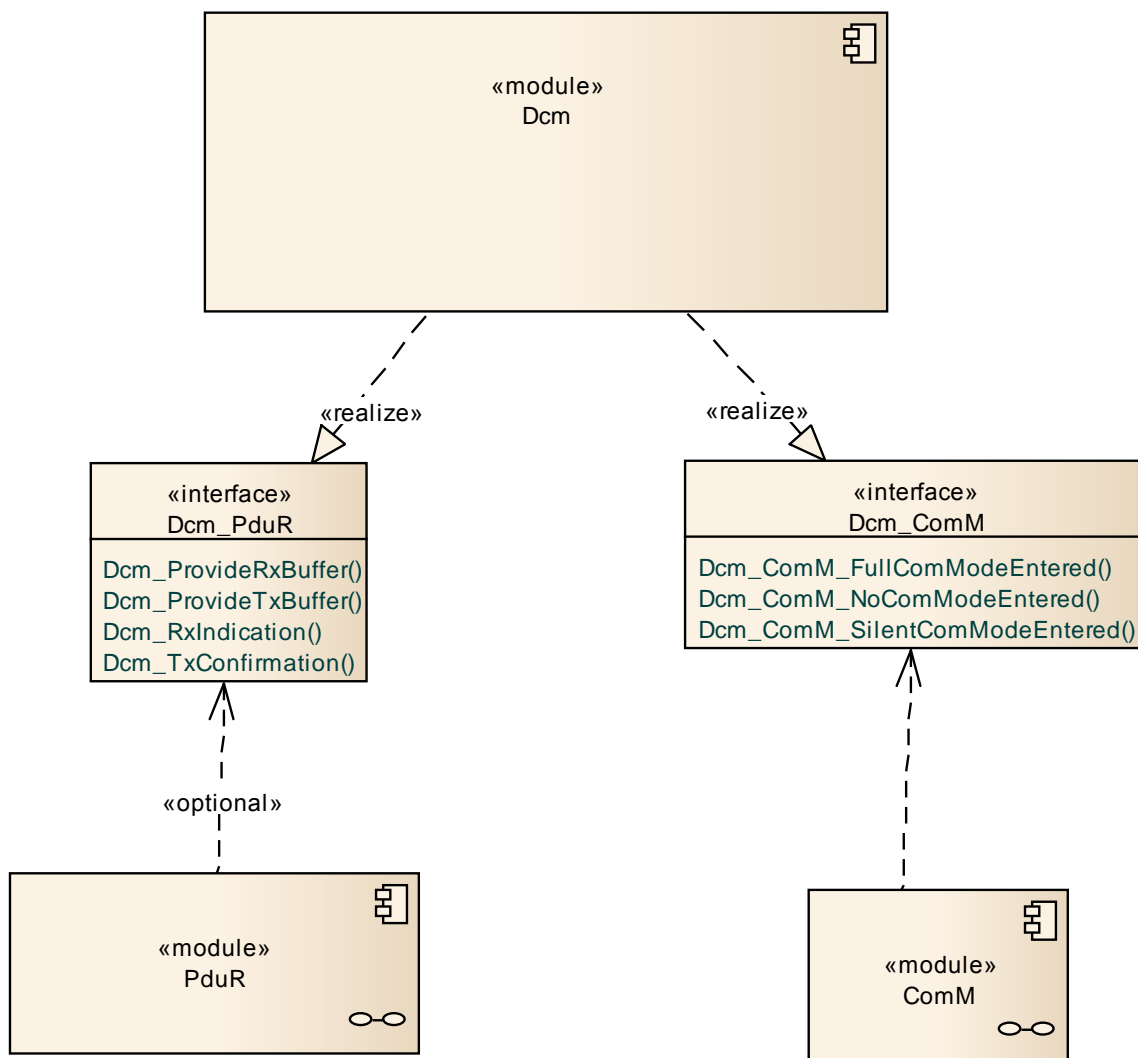 «module»
Dcm
«realize»
«realize»
«interface»
Dcm_PduR
Dcm_ProvideRxBuffer()
Dcm_ProvideTxBuffer()
Dcm_RxIndication()
Dcm_TxConfirmation()
«interface»
Dcm_ComM
Dcm_ComM_FullComModeEntered()
Dcm_ComM_NoComModeEntered()
Dcm_ComM_SilentComModeEntered()
«optional»
«module»
PduR
«module»
ComM